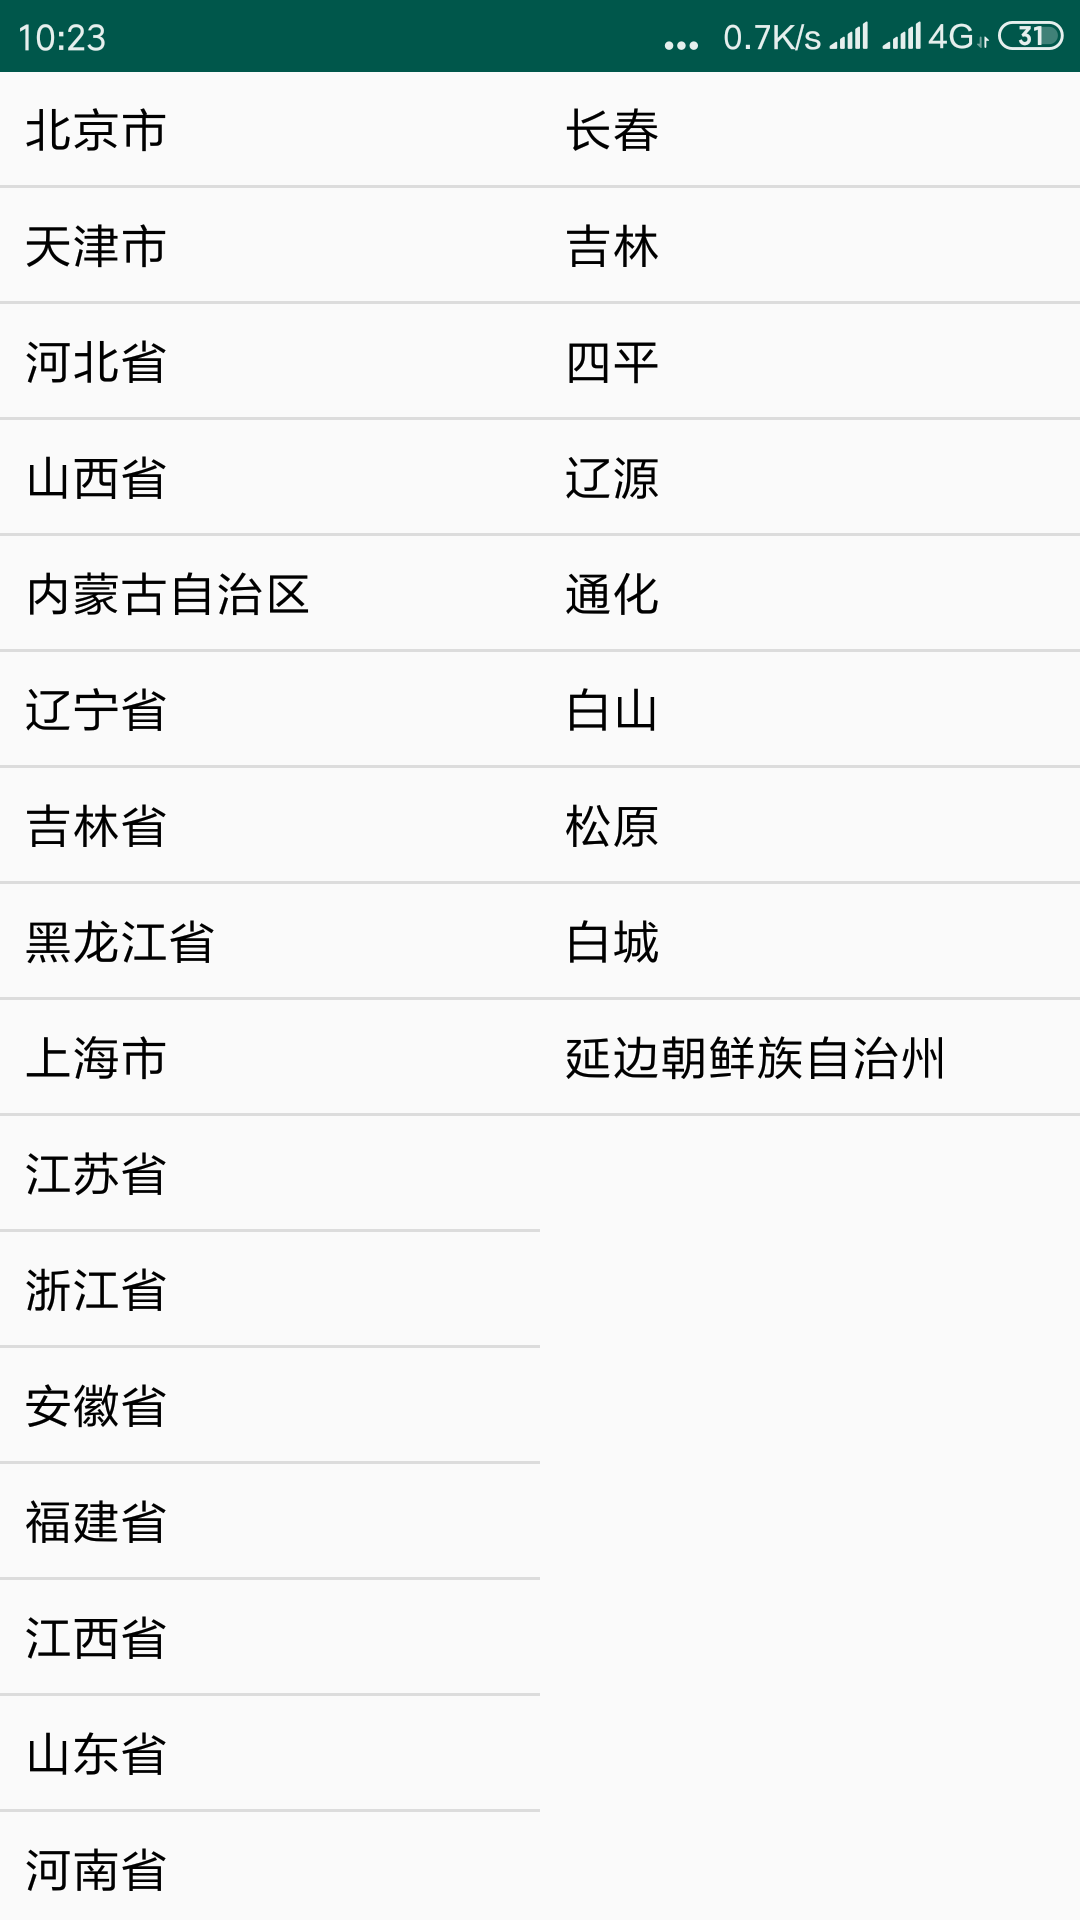 10:23 ... 0.7K/s 4G 31
北京市 长春
天津市 吉林
河北省 四平
山西省 辽源
内蒙古自治区 通化
辽宁省 白山
吉林省 松原
黑龙江省 白城
上海市 延边朝鲜族自治州
江苏省
浙江省
安徽省
福建省
江西省
山东省
河南省